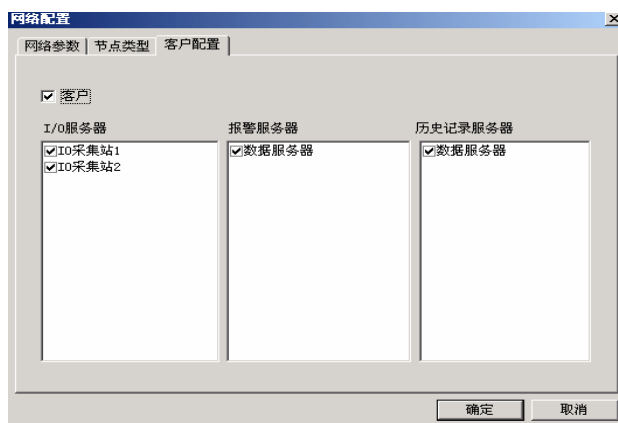 网络配置
网络参数 节点类型 客户配置
客户
I/O服务器 报警服务器 历史记录服务器
IO采集站1 数据服务器 数据服务器
IO采集站2
确定 取消